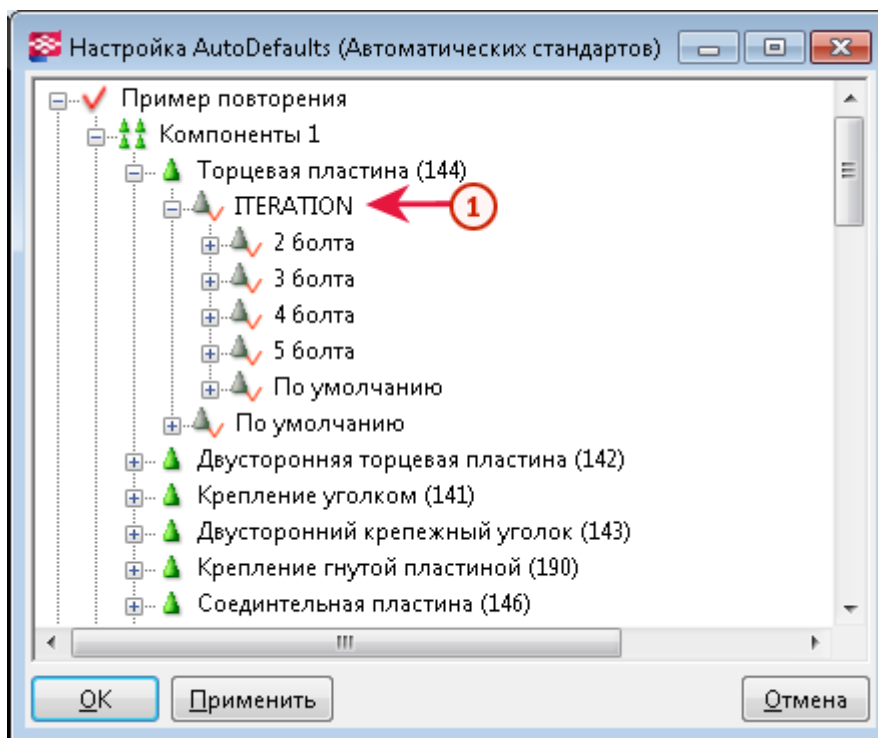 Настройка AutoDefaults (Автоматических стандартов)
Пример повторения
Компоненты 1
Торцевая пластина (144)
ITERATION
1
2 болта
3 болта
4 болта
5 болта
По умолчанию
По умолчанию
Двусторонняя торцевая пластина (142)
Крепление уголком (141)
Двусторонний крепежный уголок (143)
Крепление гнутой пластиной (190)
Соединтельная пластина (146)
OK
Применить
Отмена